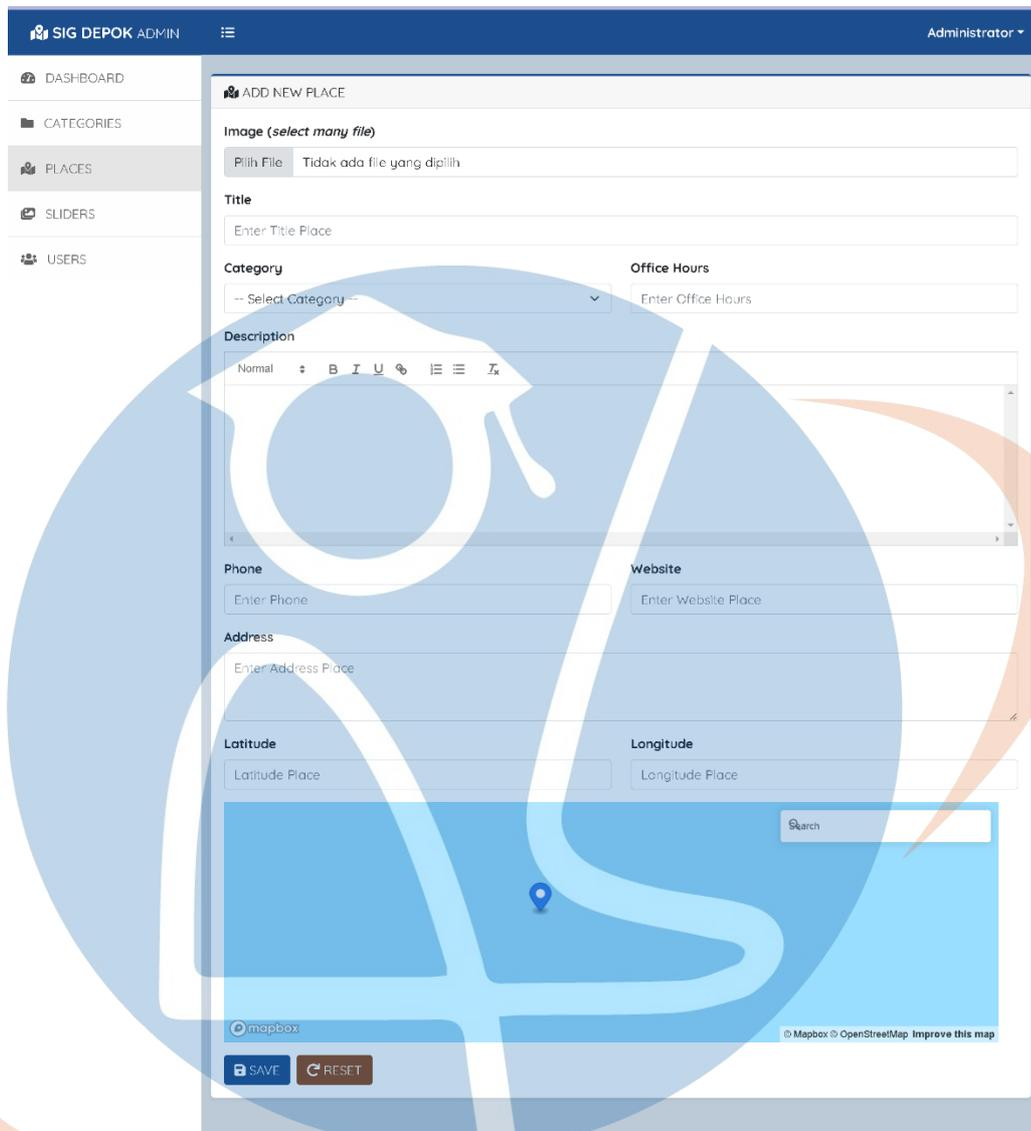 SIG DEPOK ADMIN
Administrator
DASHBOARD
CATEGORIES
PLACES
SLIDERS
USERS
ADD NEW PLACE
Image (select many file)
Pilih File Tidak ada file yang dipilih
Title
Enter Title Place
Category Office Hours
-- Select Category -- Enter Office Hours
Description
Normal B I U Tx
Phone Website
Enter Phone Enter Website Place
Address
Enter Address Place
Latitude Longitude
Latitude Place Longitude Place
Search
mapbox
© Mapbox © OpenStreetMap Improve this map
SAVE RESET